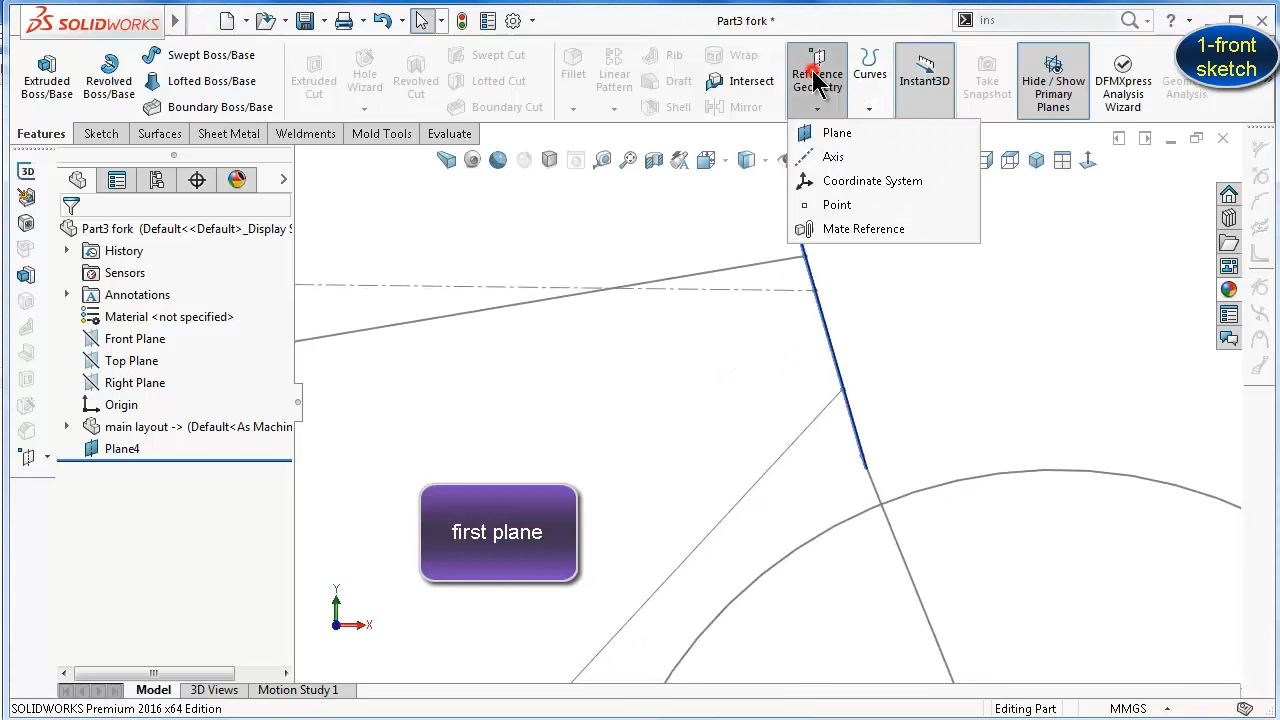 SOLIDWORKS
Part3 fork *
ins
1-front
sketch
Extruded
Boss/Base
Revolved
Boss/Base
Swept Boss/Base
Lofted Boss/Base
Boundary Boss/Base
Extruded
Cut
Hole
Wizard
Revolved
Cut
Swept Cut
Lofted Cut
Boundary Cut
Fillet
Linear
Pattern
Rib
Draft
Shell
Wrap
Intersect
Mirror
Reference
Geometry
Curves
Instant3D
Take
Snapshot
Hide / Show
Primary
Planes
DFMXpress
Analysis
Wizard
Geometry
Analysis
Features
Sketch
Surfaces
Sheet Metal
Weldments
Mold Tools
Evaluate
Plane
Axis
Coordinate System
Point
Mate Reference
3D
Part3 fork (Default<<Default>_Display S
History
Sensors
Annotations
Material <not specified>
Front Plane
Top Plane
Right Plane
Origin
main layout -> (Default<As Machin
Plane4
first plane
Y
X
Model
3D Views
Motion Study 1
SOLIDWORKS Premium 2016 x64 Edition
Editing Part
MMGS